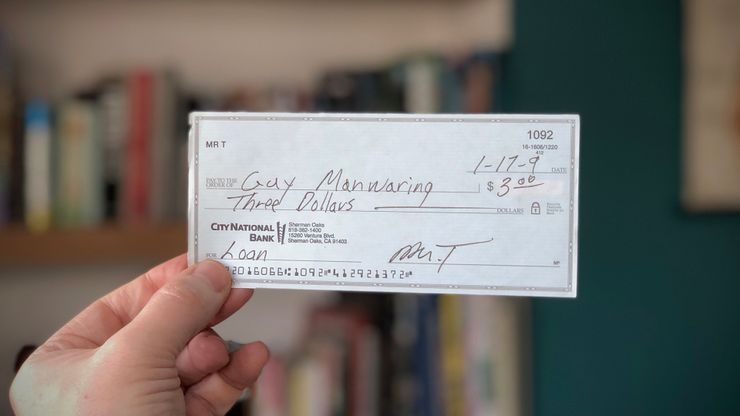 1092
MR T
16-1606/1220
412
1-17-9 DATE
PAY TO THE ORDER OF Guy Manwaring $ 3.00
Three Dollars DOLLARS
CITY NATIONAL BANK
Sherman Oaks
818-382-1400
15260 Ventura Blvd.
Sherman Oaks, CA 91403
FOR Loan Mr. T
MP